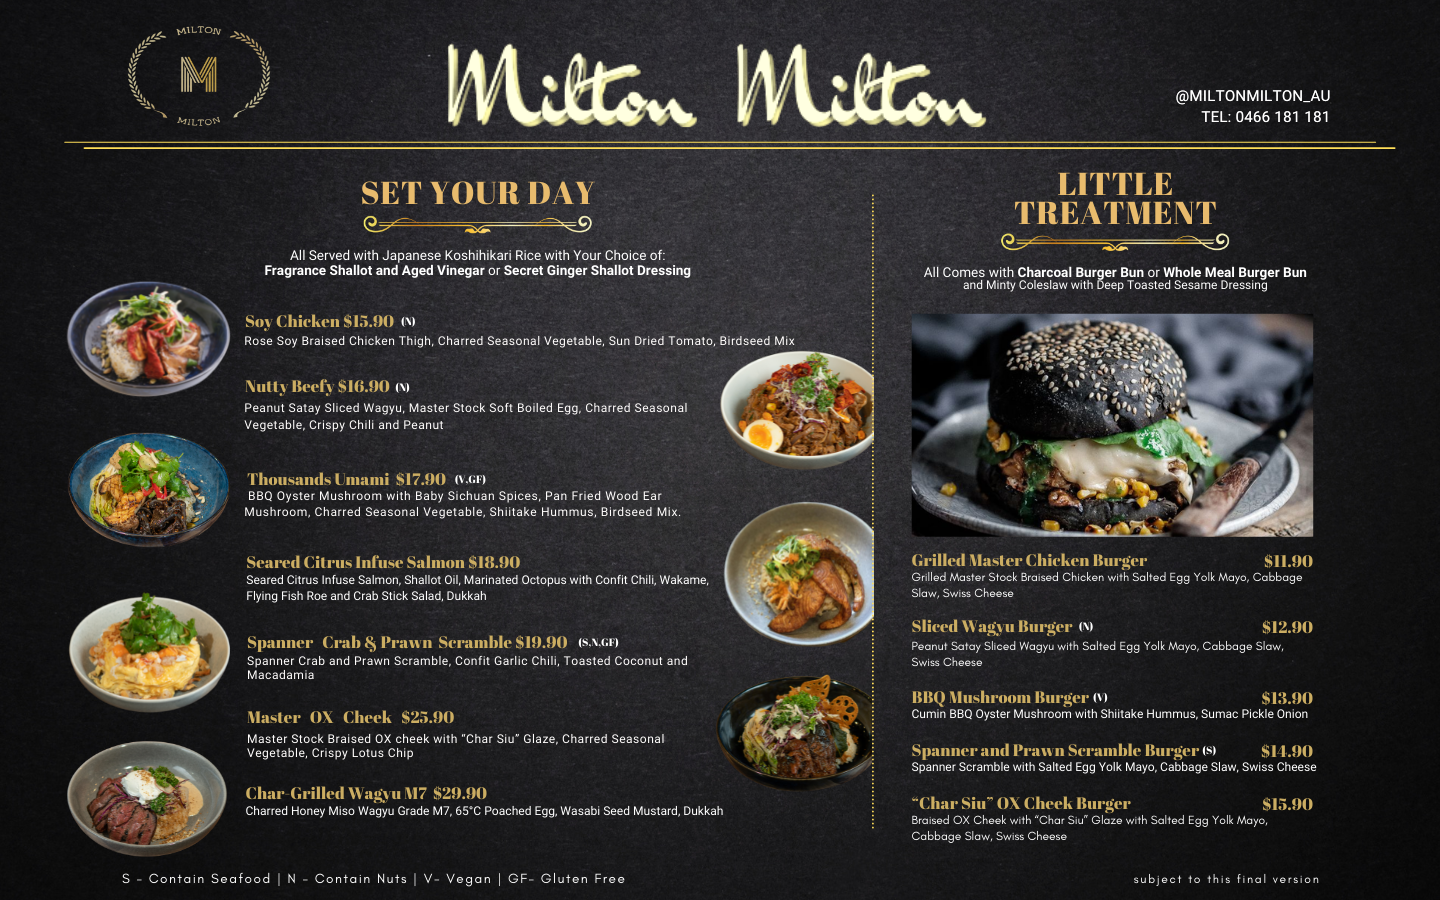 MILTON
M
MILTON
Milton Milton
@MILTONMILTON_AU
TEL: 0466 181 181
SET YOUR DAY
All Served with Japanese Koshihikari Rice with Your Choice of:
Fragrance Shallot and Aged Vinegar or Secret Ginger Shallot Dressing
Soy Chicken $15.90 (N)
Rose Soy Braised Chicken Thigh, Charred Seasonal Vegetable, Sun Dried Tomato, Birdseed Mix
Nutty Beefy $16.90 (N)
Peanut Satay Sliced Wagyu, Master Stock Soft Boiled Egg, Charred Seasonal
Vegetable, Crispy Chili and Peanut
Thousands Umami $17.90 (V,GF)
BBQ Oyster Mushroom with Baby Sichuan Spices, Pan Fried Wood Ear
Mushroom, Charred Seasonal Vegetable, Shiitake Hummus, Birdseed Mix.
Seared Citrus Infuse Salmon $18.90
Seared Citrus Infuse Salmon, Shallot Oil, Marinated Octopus with Confit Chili, Wakame,
Flying Fish Roe and Crab Stick Salad, Dukkah
Spanner Crab & Prawn Scramble $19.90 (S,N,GF)
Spanner Crab and Prawn Scramble, Confit Garlic Chili, Toasted Coconut and
Macadamia
Master OX Cheek $25.90
Master Stock Braised OX cheek with “Char Siu” Glaze, Charred Seasonal
Vegetable, Crispy Lotus Chip
Char-Grilled Wagyu M7 $29.90
Charred Honey Miso Wagyu Grade M7, 65°C Poached Egg, Wasabi Seed Mustard, Dukkah
S - Contain Seafood | N - Contain Nuts | V- Vegan | GF- Gluten Free
LITTLE
TREATMENT
All Comes with Charcoal Burger Bun or Whole Meal Burger Bun
and Minty Coleslaw with Deep Toasted Sesame Dressing
Grilled Master Chicken Burger $11.90
Grilled Master Stock Braised Chicken with Salted Egg Yolk Mayo, Cabbage
Slaw, Swiss Cheese
Sliced Wagyu Burger (N) $12.90
Peanut Satay Sliced Wagyu with Salted Egg Yolk Mayo, Cabbage Slaw,
Swiss Cheese
BBQ Mushroom Burger (V) $13.90
Cumin BBQ Oyster Mushroom with Shiitake Hummus, Sumac Pickle Onion
Spanner and Prawn Scramble Burger (S) $14.90
Spanner Scramble with Salted Egg Yolk Mayo, Cabbage Slaw, Swiss Cheese
“Char Siu” OX Cheek Burger $15.90
Braised OX Cheek with “Char Siu” Glaze with Salted Egg Yolk Mayo,
Cabbage Slaw, Swiss Cheese
subject to this final version